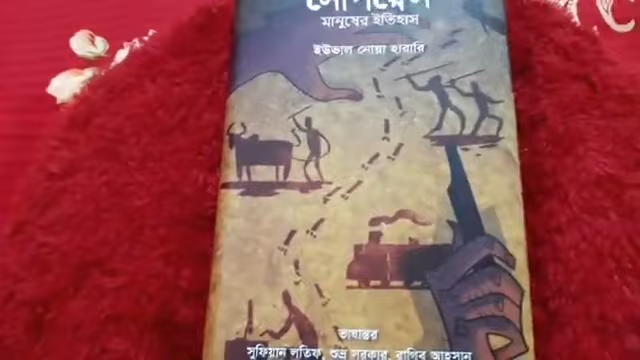 সেপিয়েন্স
মানুষের ইতিহাস
ইউভাল নোয়া হারারি
ভাষান্তর
সুফিয়ান লতিফ, শুভ্র সরকার, রাগিব আহসান